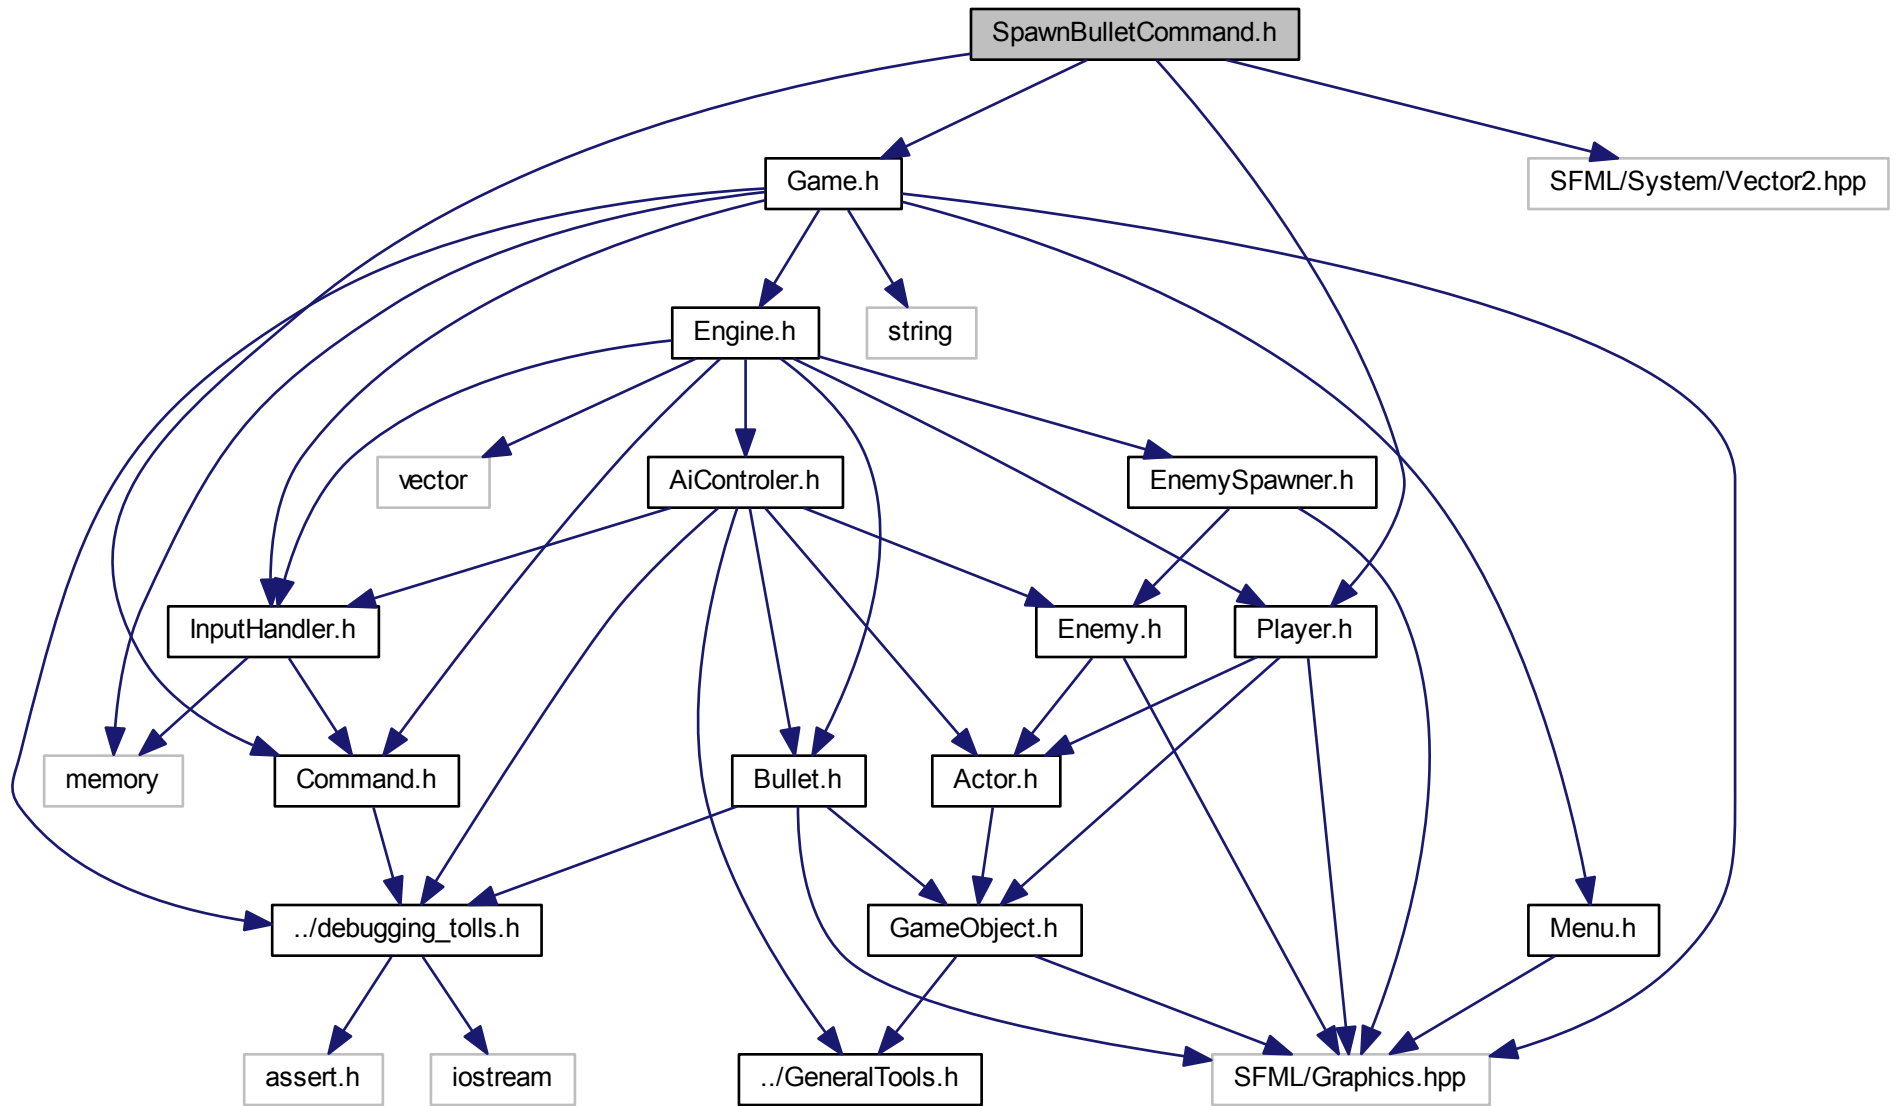 SpawnBulletCommand.h
Game.h
SFML/System/Vector2.hpp
Engine.h
string
vector
AiControler.h
EnemySpawner.h
InputHandler.h
Enemy.h
Player.h
memory
Command.h
Bullet.h
Actor.h
../debugging_tolls.h
GameObject.h
Menu.h
assert.h
iostream
../GeneralTools.h
SFML/Graphics.hpp